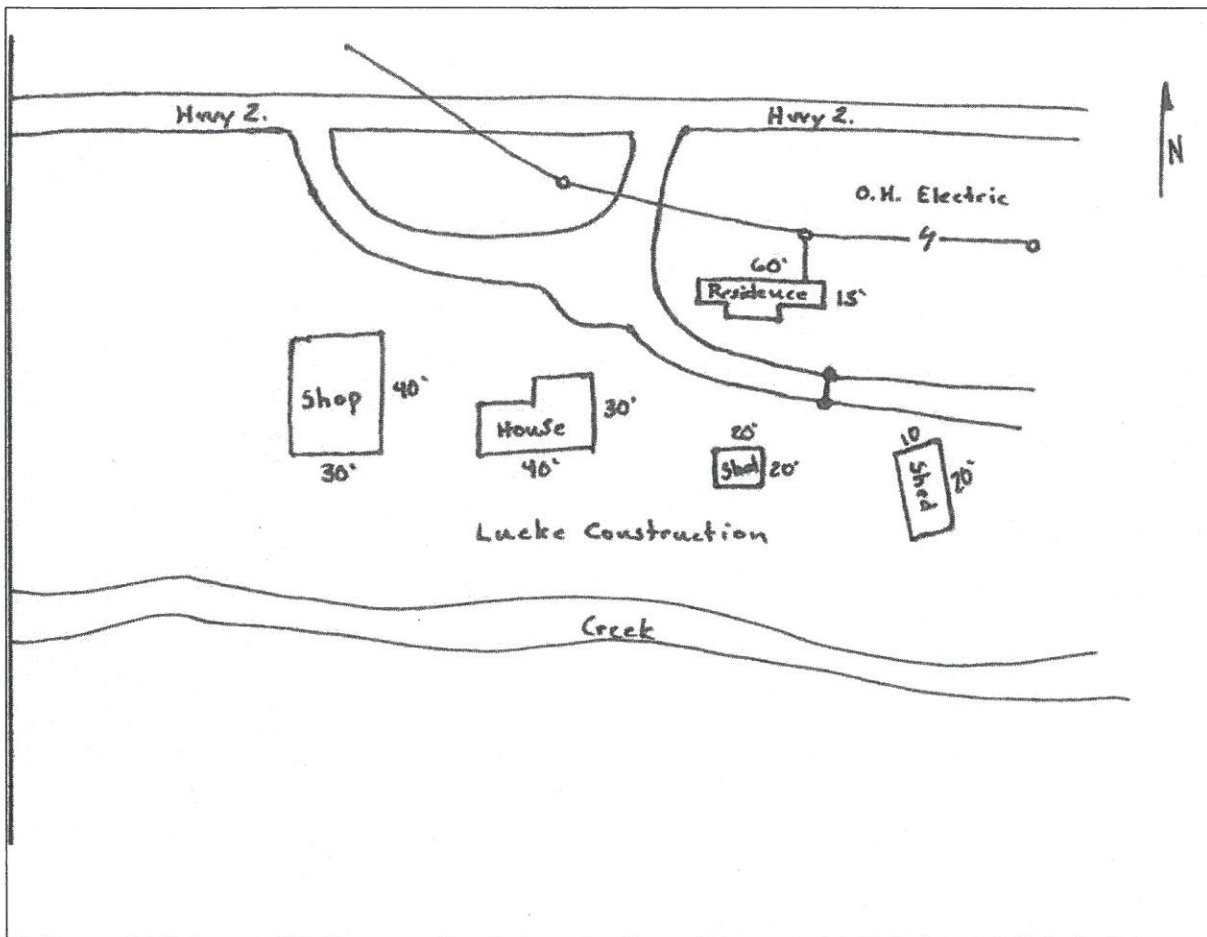 Hwy 2.
Hwy 2.
N
O.H. Electric
60'
Residence
15'
Shop
40'
30'
House
30'
40'
20'
Shed
20'
10
Shed
20'
Lucke Construction
Creek